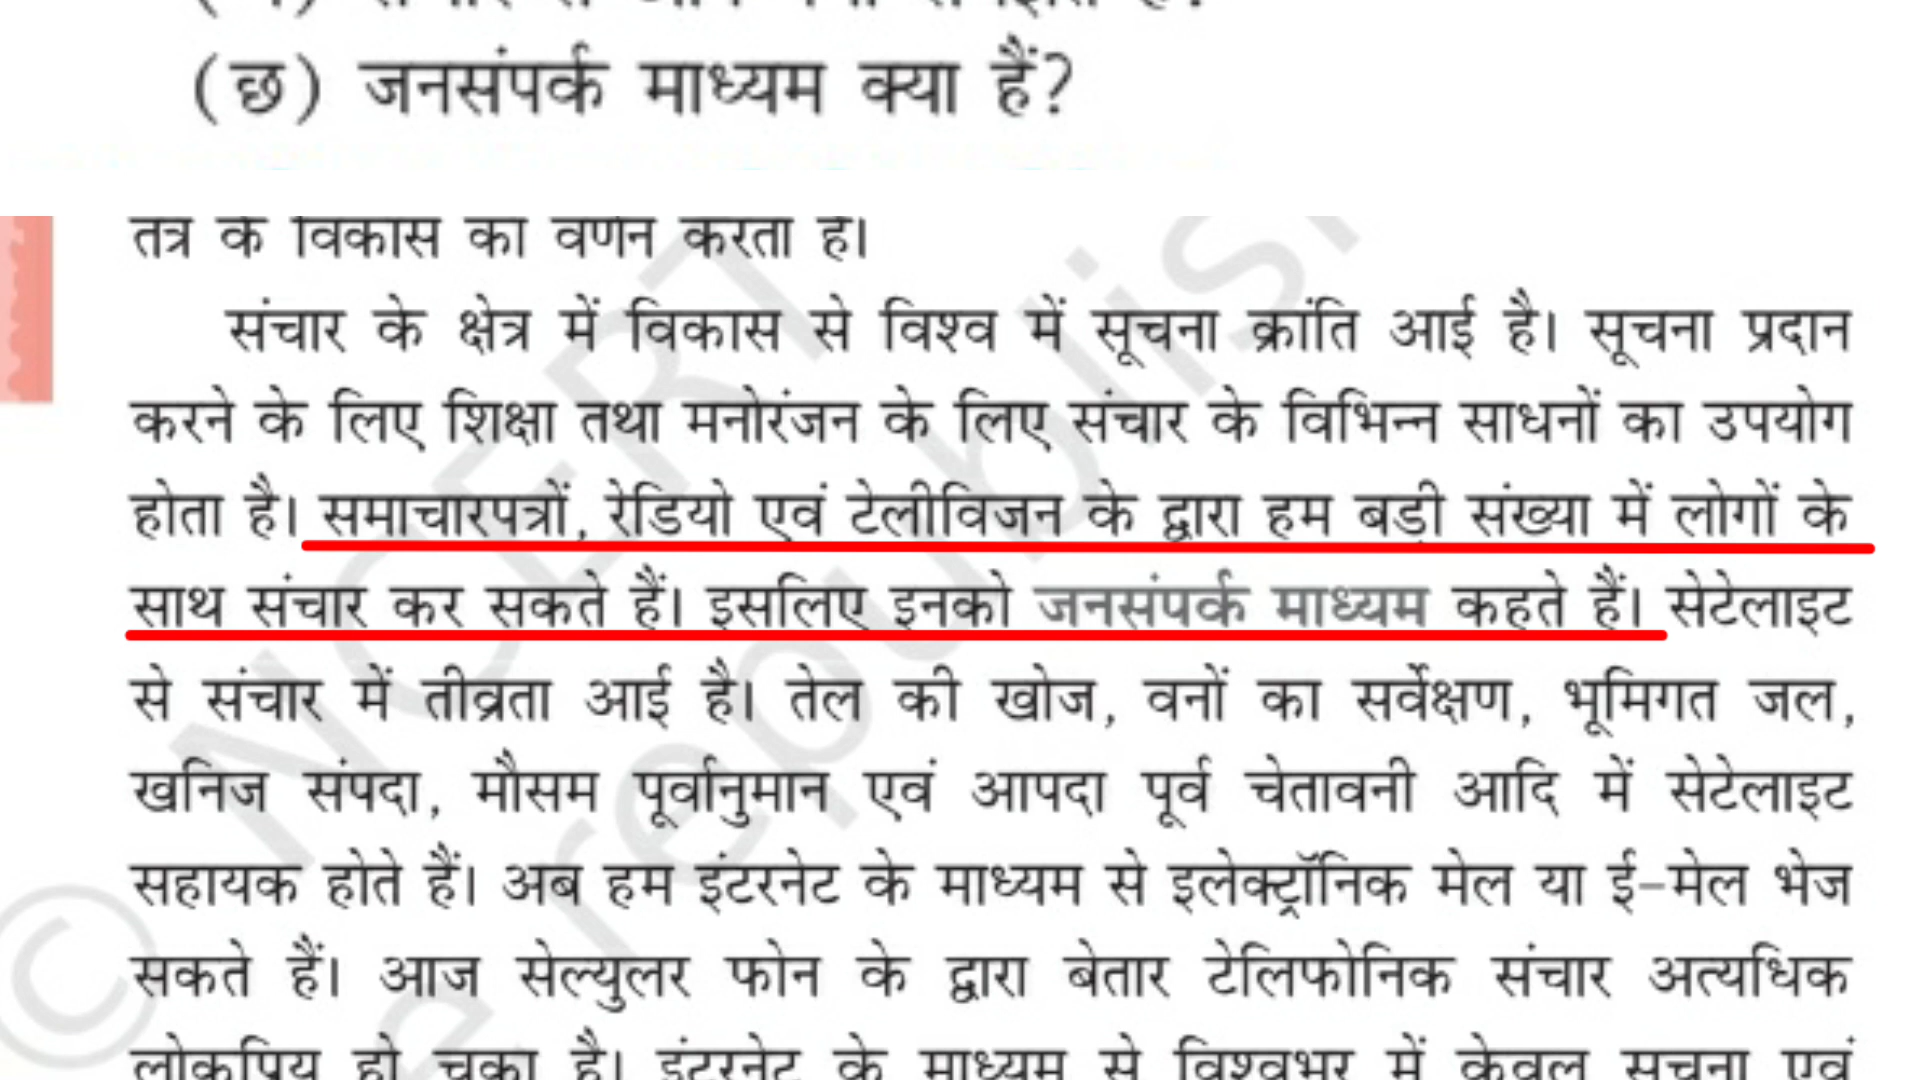 (छ) जनसंपर्क माध्यम क्या हैं?
तंत्र के विकास का वर्णन करता है।
संचार के क्षेत्र में विकास से विश्व में सूचना क्रांति आई है। सूचना प्रदान
करने के लिए शिक्षा तथा मनोरंजन के लिए संचार के विभिन्न साधनों का उपयोग
होता है। समाचारपत्रों, रेडियो एवं टेलीविजन के द्वारा हम बड़ी संख्या में लोगों के
साथ संचार कर सकते हैं। इसलिए इनको जनसंपर्क माध्यम कहते हैं। सेटेलाइट
से संचार में तीव्रता आई है। तेल की खोज, वनों का सर्वेक्षण, भूमिगत जल,
खनिज संपदा, मौसम पूर्वानुमान एवं आपदा पूर्व चेतावनी आदि में सेटेलाइट
सहायक होते हैं। अब हम इंटरनेट के माध्यम से इलेक्ट्रॉनिक मेल या ई-मेल भेज
सकते हैं। आज सेल्युलर फोन के द्वारा बेतार टेलिफोनिक संचार अत्यधिक
लोकप्रिय हो चुका है। इंटरनेट के माध्यम से विश्वभर में केवल सूचना एवं
© NCERT
republis